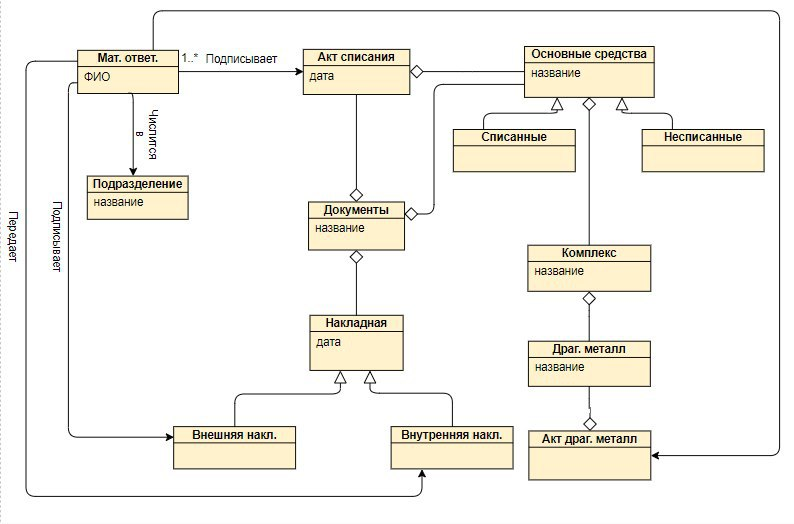 Мат. ответ.
ФИО
1..* Подписывает
Акт списания
дата
Основные средства
название
Числится
в
Списанные
Несписанные
Подразделение
название
Подписывает
Передает
Документы
название
Комплекс
название
Накладная
дата
Драг. металл
название
Внешняя накл.
Внутренняя накл.
Акт драг. металл